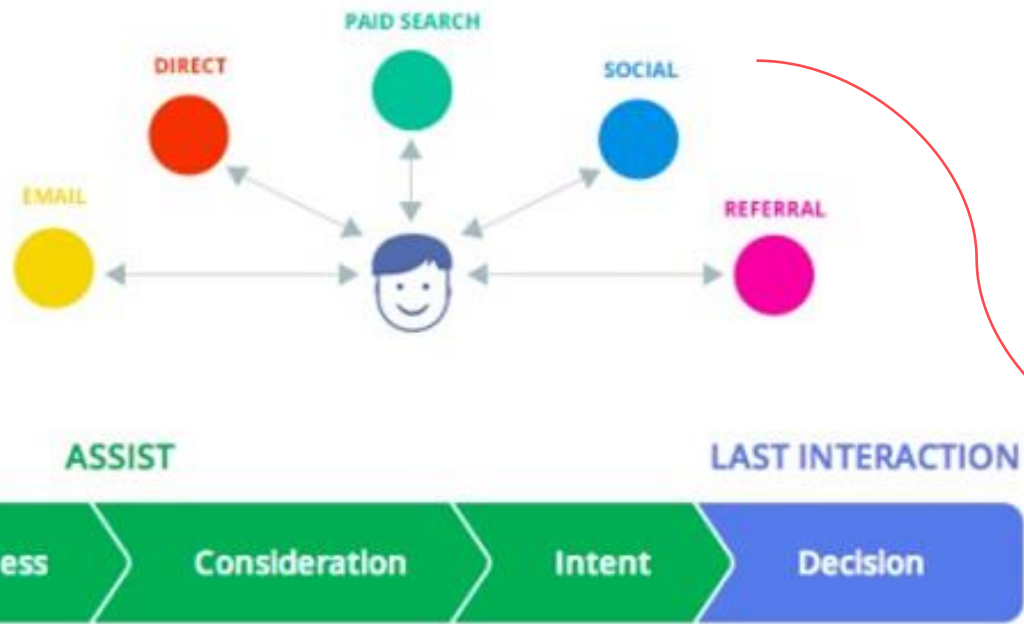 PAID SEARCH
DIRECT
SOCIAL
EMAIL
REFERRAL
ASSIST
LAST INTERACTION
ess
Consideration
Intent
Decision